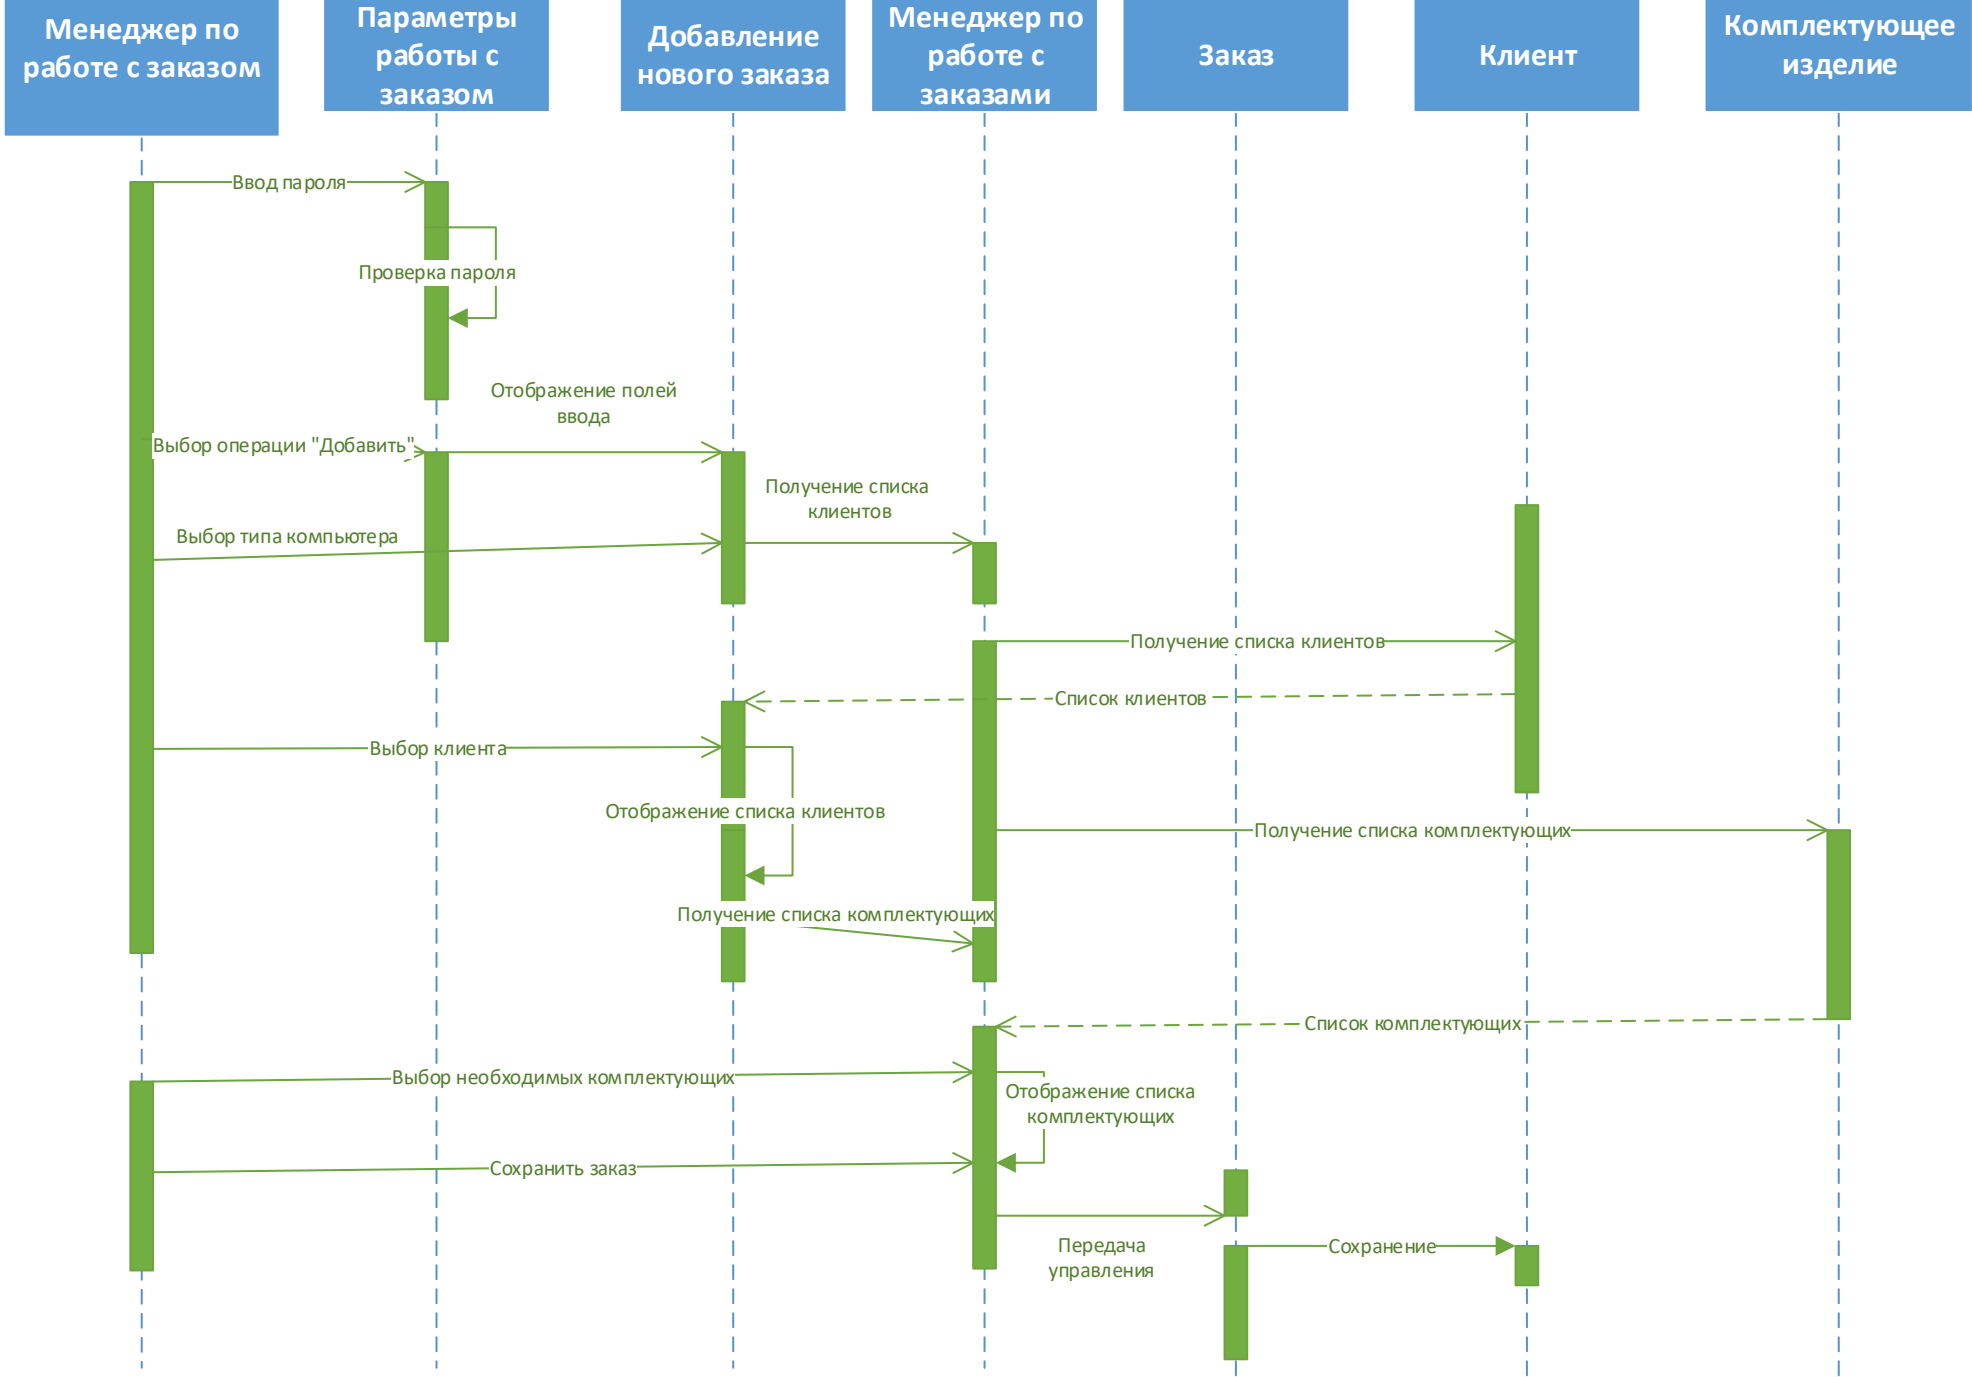 Менеджер по
работе с заказом
Параметры
работы с
заказом
Добавление
нового заказа
Менеджер по
работе с
заказами
Заказ
Клиент
Комплектующее
изделие
Ввод пароля
Проверка пароля
Отображение полей
ввода
Выбор операции "Добавить"
Получение списка
клиентов
Выбор типа компьютера
Получение списка клиентов
Список клиентов
Выбор клиента
Отображение списка клиентов
Получение списка комплектующих
Получение списка комплектующих
Список комплектующих
Выбор необходимых комплектующих
Отображение списка
комплектующих
Сохранить заказ
Передача
управления
Сохранение